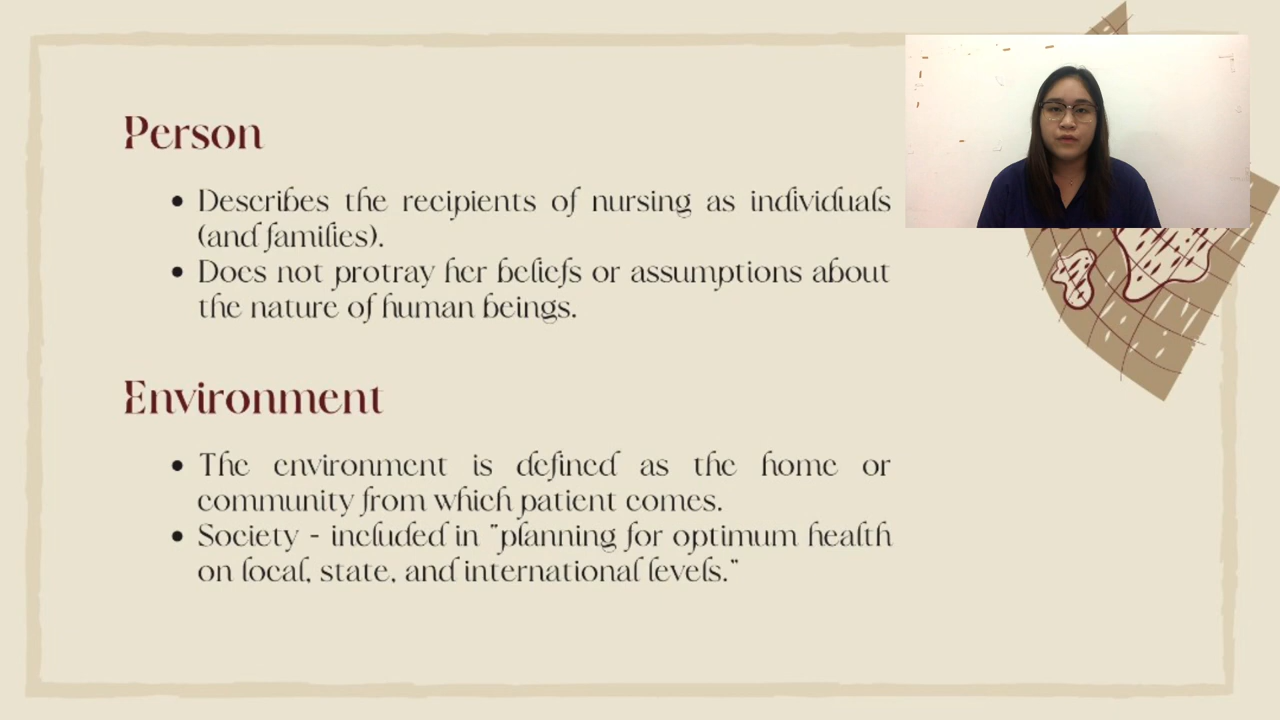 Person
• Describes the recipients of nursing as individuals
(and families).
• Does not protray her beliefs or assumptions about
the nature of human beings.
Environment
• The environment is defined as the home or
community from which patient comes.
• Society - included in "planning for optimum health
on local, state, and international levels."